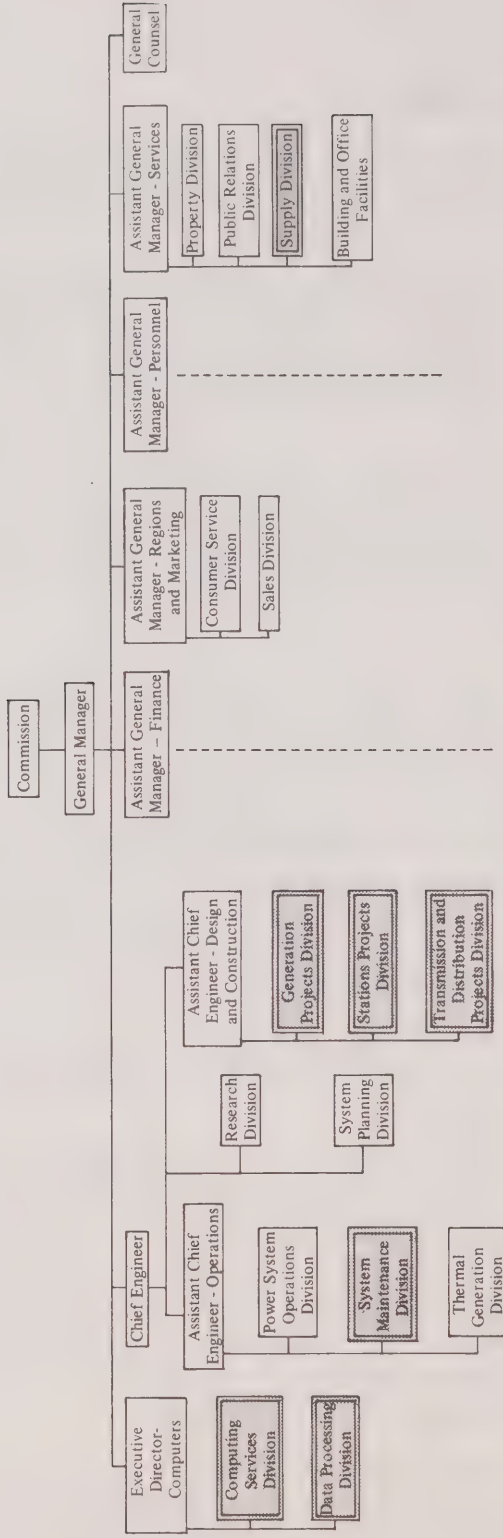 Commission
General Manager
Executive
Director-
Computers
Computing
Services
Division
Data Processing
Division
Chief Engineer
Assistant Chief
Engineer - Operations
Power System
Operations
Division
System
Maintenance
Division
Thermal
Generation
Division
Research
Division
System
Planning
Division
Assistant Chief
Engineer - Design
and Construction
Generation
Projects Division
Stations Projects
Division
Transmission and
Distribution
Projects Division
Assistant General
Manager – Finance
Assistant General
Manager - Regions
and Marketing
Consumer Service
Division
Sales Division
Assistant General
Manager - Personnel
Assistant General
Manager - Services
Property Division
Public Relations
Division
Supply Division
Building and Office
Facilities
General
Counsel